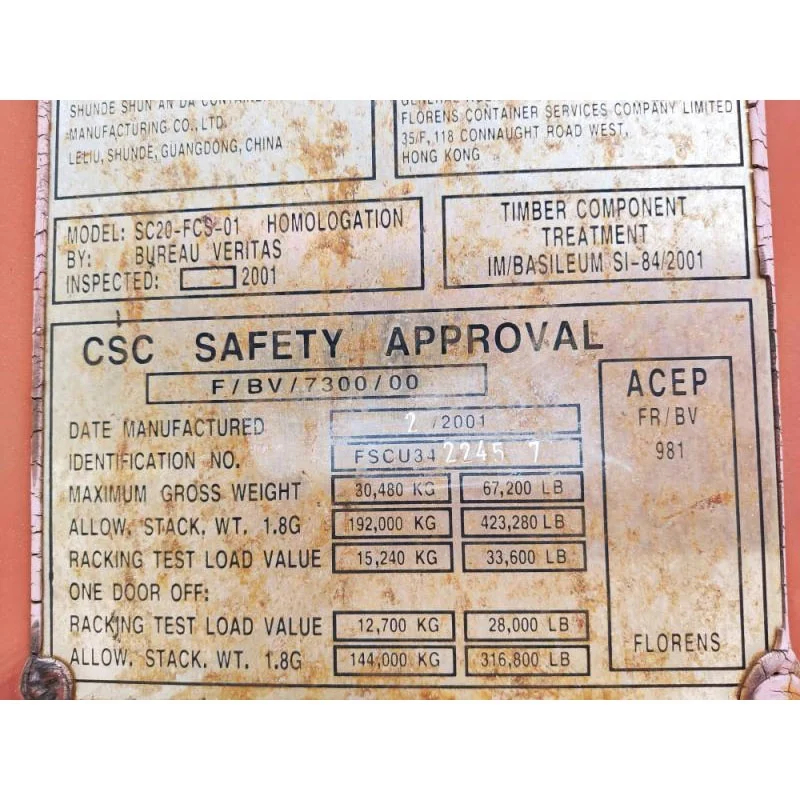 SHUNDE SHUN AN DA
MANUFACTURING CO., LTD.
LELIU, SHUNDE, GUANGDONG, CHINA
FLORENS CONTAINER SERVICES COMPANY LIMITED
35/F, 118 CONNAUGHT ROAD WEST,
HONG KONG
MODEL: SC20-FCS-01 HOMOLOGATION
BY: BUREAU VERITAS
INSPECTED: 2001
TIMBER COMPONENT
TREATMENT
IM/BASILEUM SI-84/2001
CSC SAFETY APPROVAL
F/BV/7300/00
DATE MANUFACTURED 2/2001
IDENTIFICATION NO. FSCU34 2245 7
MAXIMUM GROSS WEIGHT 30,480 KG 67,200 LB
ALLOW. STACK. WT. 1.8G 192,000 KG 423,280 LB
RACKING TEST LOAD VALUE 15,240 KG 33,600 LB
ONE DOOR OFF:
RACKING TEST LOAD VALUE 12,700 KG 28,000 LB
ALLOW. STACK. WT. 1.8G 144,000 KG 316,800 LB
ACEP
FR/BV
981
FLORENS